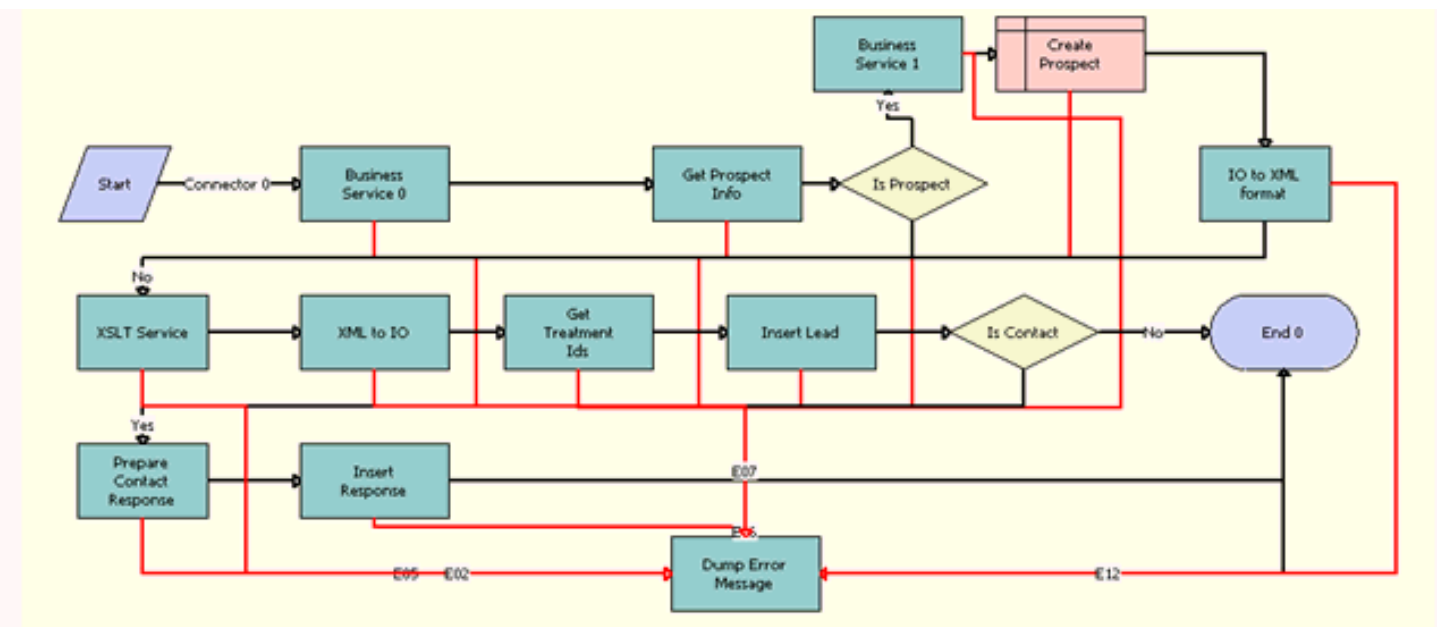 Business
Service 1
Create
Prospect
Yes
Start
Connector 0
Business
Service 0
Get Prospect
Info
Is Prospect
IO to XML
format
No
XSLT Service
XML to IO
Get
Treatment
Ids
Insert Lead
Is Contact
No
End 0
Yes
Prepare
Contact
Response
Insert
Response
E07
Dump Error
Message
E05
E02
E12